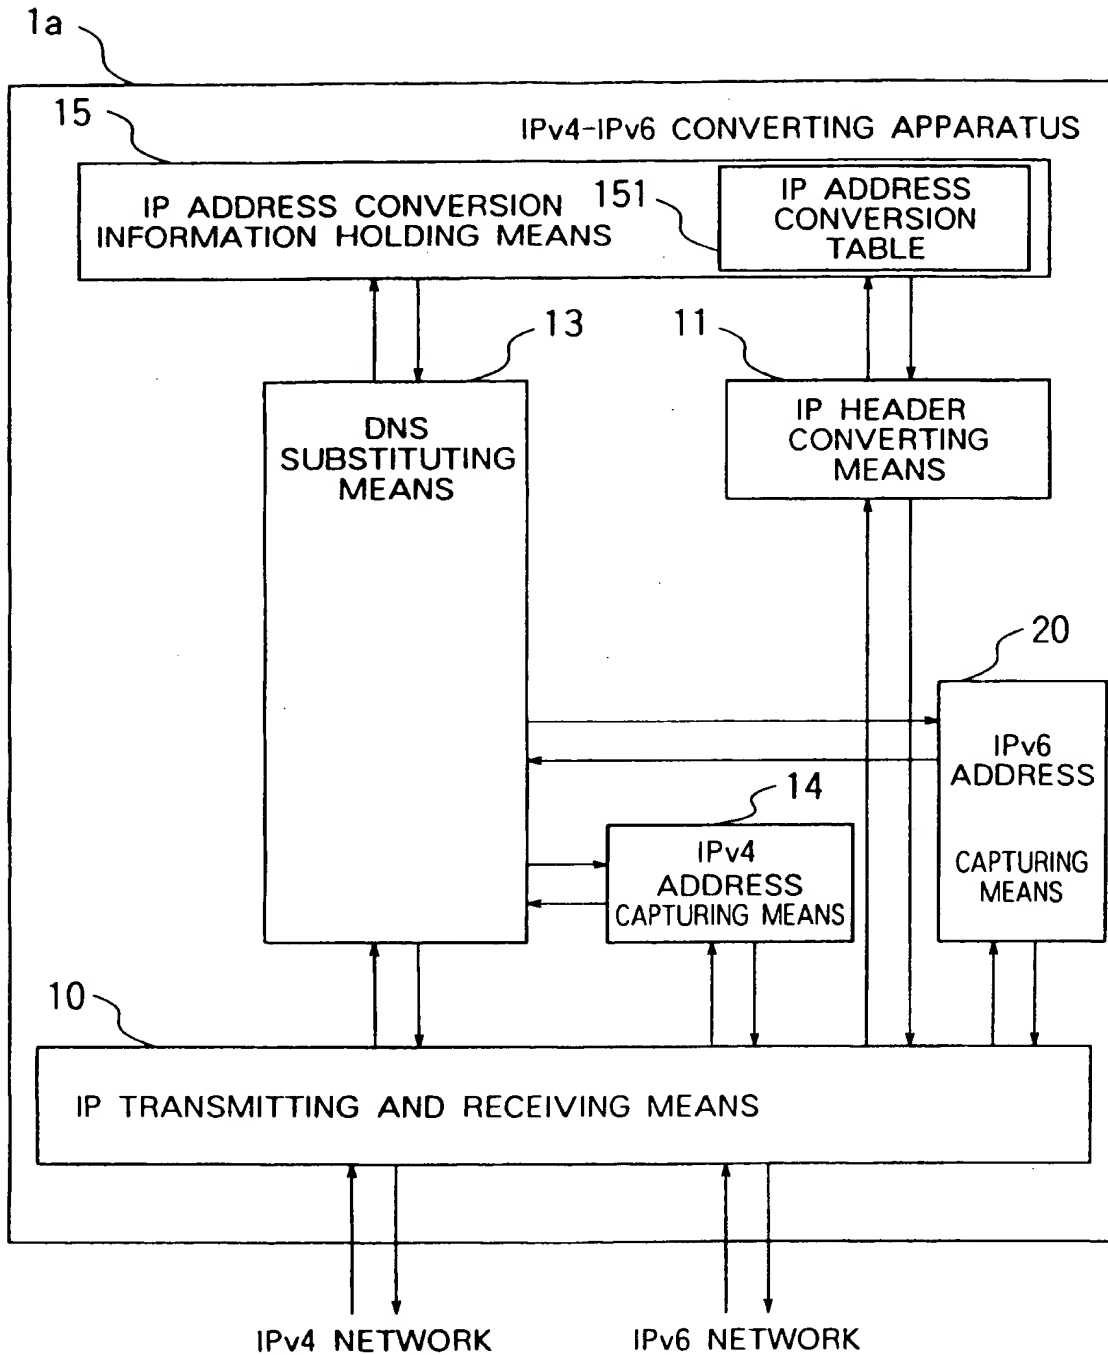 1a
15
IPv4-IPv6 CONVERTING APPARATUS
IP ADDRESS CONVERSION
INFORMATION HOLDING MEANS
151
IP ADDRESS
CONVERSION
TABLE
13
11
DNS
SUBSTITUTING
MEANS
IP HEADER
CONVERTING
MEANS
20
IPv6
ADDRESS
CAPTURING
MEANS
14
IPv4
ADDRESS
CAPTURING MEANS
10
IP TRANSMITTING AND RECEIVING MEANS
IPv4 NETWORK
IPv6 NETWORK